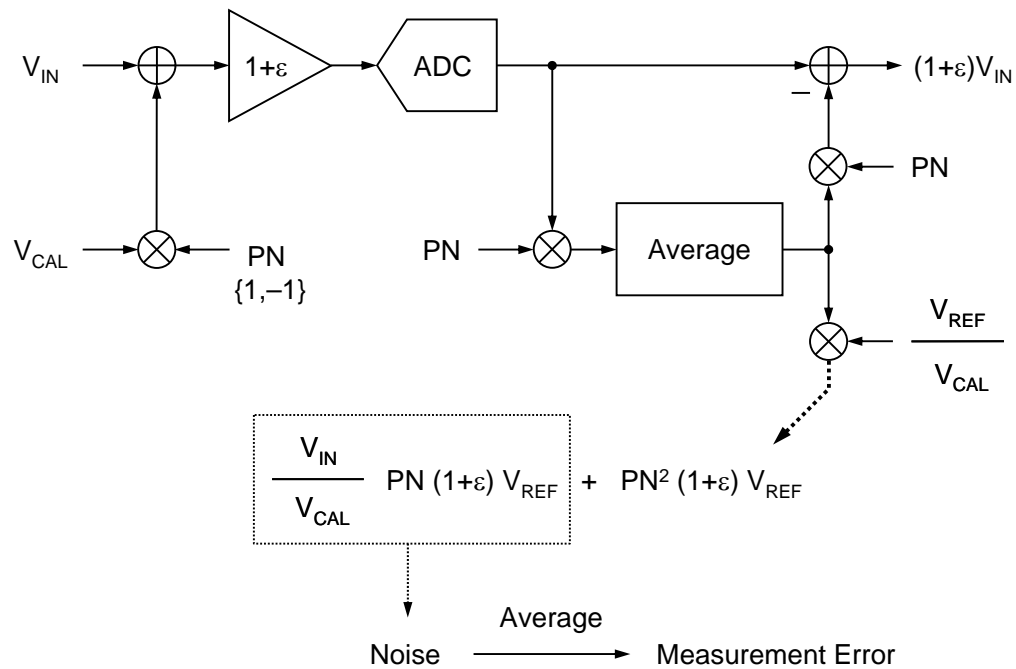 V_IN
1+ε
ADC
(1+ε)V_IN
–
PN
V_CAL
PN
{1,–1}
PN
Average
V_REF
V_CAL
V_IN
V_CAL
PN (1+ε) V_REF + PN² (1+ε) V_REF
Average
Noise
Measurement Error